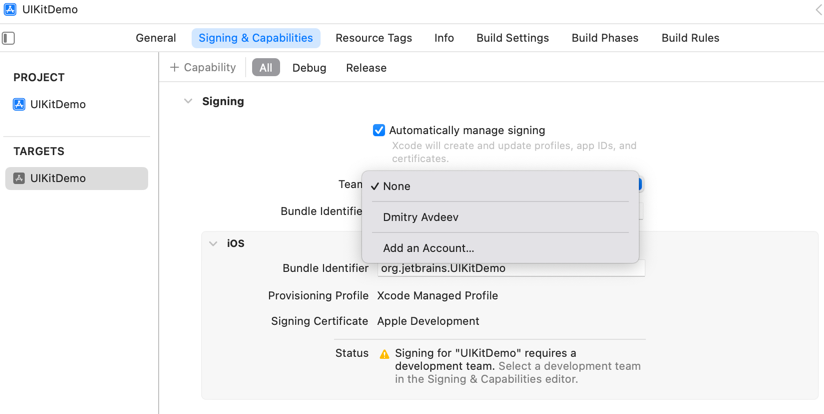 UIKitDemo
General Signing & Capabilities Resource Tags Info Build Settings Build Phases Build Rules
+ Capability All Debug Release
PROJECT
UIKitDemo
TARGETS
UIKitDemo
Signing
Automatically manage signing
Xcode will create and update profiles, app IDs, and
certificates.
Team
None
Dmitry Avdeev
Add an Account...
Bundle Identifie
iOS
Bundle Identifier org.jetbrains.UIKitDemo
Provisioning Profile Xcode Managed Profile
Signing Certificate Apple Development
Status Signing for "UIKitDemo" requires a
development team. Select a development team
in the Signing & Capabilities editor.